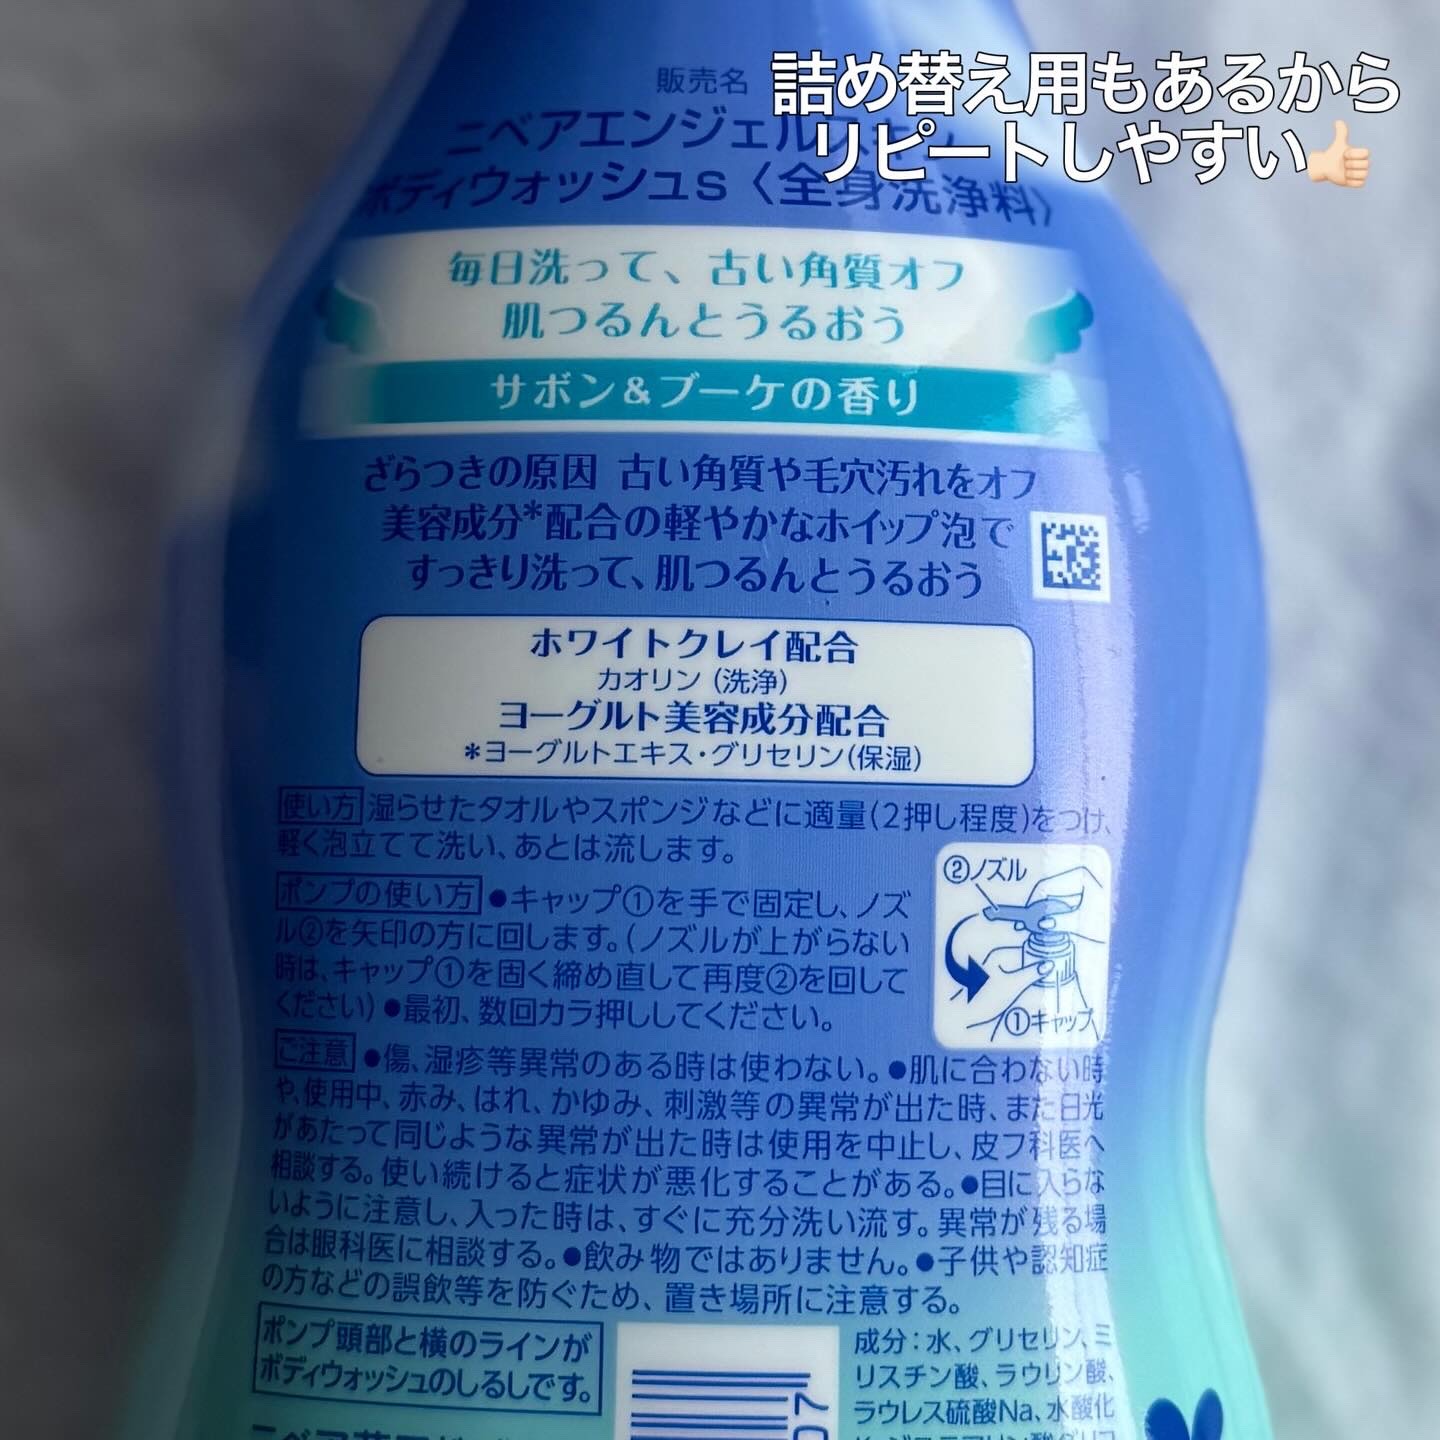 詰め替え用もあるから
リピートしやすい👍🏻
販売名
ニベアエンジェルスキン
ボディウォッシュs〈全身洗浄料〉
毎日洗って、古い角質オフ
肌つるんとうるおう
サボン&ブーケの香り
ざらつきの原因 古い角質や毛穴汚れをオフ
美容成分*配合の軽やかなホイップ泡で
すっきり洗って、肌つるんとうるおう
ホワイトクレイ配合
カオリン(洗浄)
ヨーグルト美容成分配合
*ヨーグルトエキス・グリセリン(保湿)
使い方 湿らせたタオルやスポンジなどに適量(2押し程度)をつけ、
軽く泡立てて洗い、あとは流します。
ポンプの使い方 ●キャップ①を手で固定し、ノズ
ル②を矢印の方に回します。(ノズルが上がらない
時は、キャップ①を固く締め直して再度②を回して
ください) ●最初、数回カラ押ししてください。
②ノズル
①キャップ
ご注意 ●傷、湿疹等異常のある時は使わない。●肌に合わない時
や、使用中、赤み、はれ、かゆみ、刺激等の異常が出た時、また日光
があたって同じような異常が出た時は使用を中止し、皮フ科医へ
相談する。使い続けると症状が悪化することがある。●目に入らな
いように注意し、入った時は、すぐに充分洗い流す。異常が残る場
合は眼科医に相談する。●飲み物ではありません。●子供や認知症
の方などの誤飲等を防ぐため、置き場所に注意する。
ポンプ頭部と横のラインが
ボディウォッシュのしるしです。
成分：水、グリセリン、ミ
リスチン酸、ラウリン酸、
ラウレス硫酸Na、水酸化
07